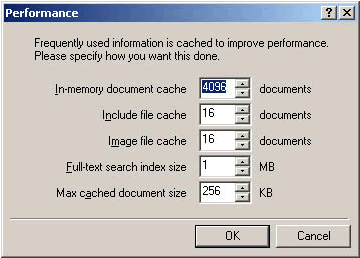 Performance
Frequently used information is cached to improve performance.
Please specify how you want this done.
In-memory document cache 4096 documents
Include file cache 16 documents
Image file cache 16 documents
Full-text search index size 1 MB
Max cached document size 256 KB
OK Cancel